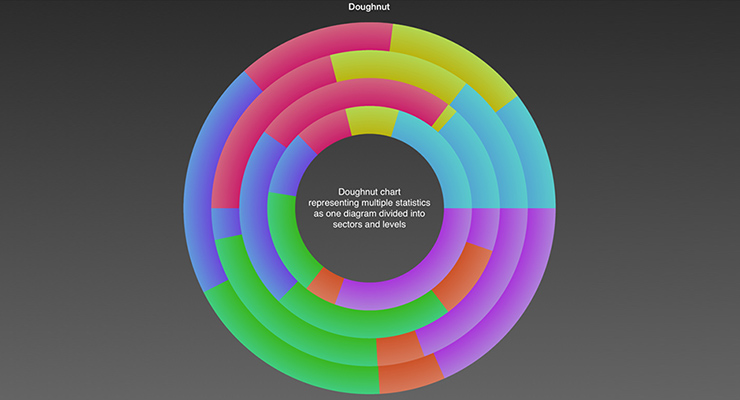 Doughnut
Doughnut chart
representing multiple statistics
as one diagram divided into
sectors and levels